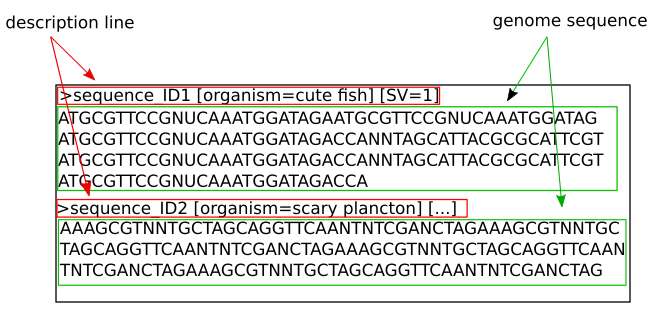 description line
genome sequence
>sequence_ID1 [organism=cute fish] [SV=1]
ATGCGTTCCGNUCAAATGGATAGAATGCGTTCCGNUCAAATGGATAG
ATGCGTTCCGNUCAAATGGATAGACCANNTAGCATTACGCGCATTCGT
ATGCGTTCCGNUCAAATGGATAGACCANNTAGCATTACGCGCATTCGT
ATGCGTTCCGNUCAAATGGATAGACCA
>sequence_ID2 [organism=scary plancton] [...]
AAAGCGTNNTGCTAGCAGGTTCAANTNTCGANCTAGAAAGCGTNNTGC
TAGCAGGTTCAANTNTCGANCTAGAAAGCGTNNTGCTAGCAGGTTCAAN
TNTCGANCTAGAAAGCGTNNTGCTAGCAGGTTCAANTNTCGANCTAG